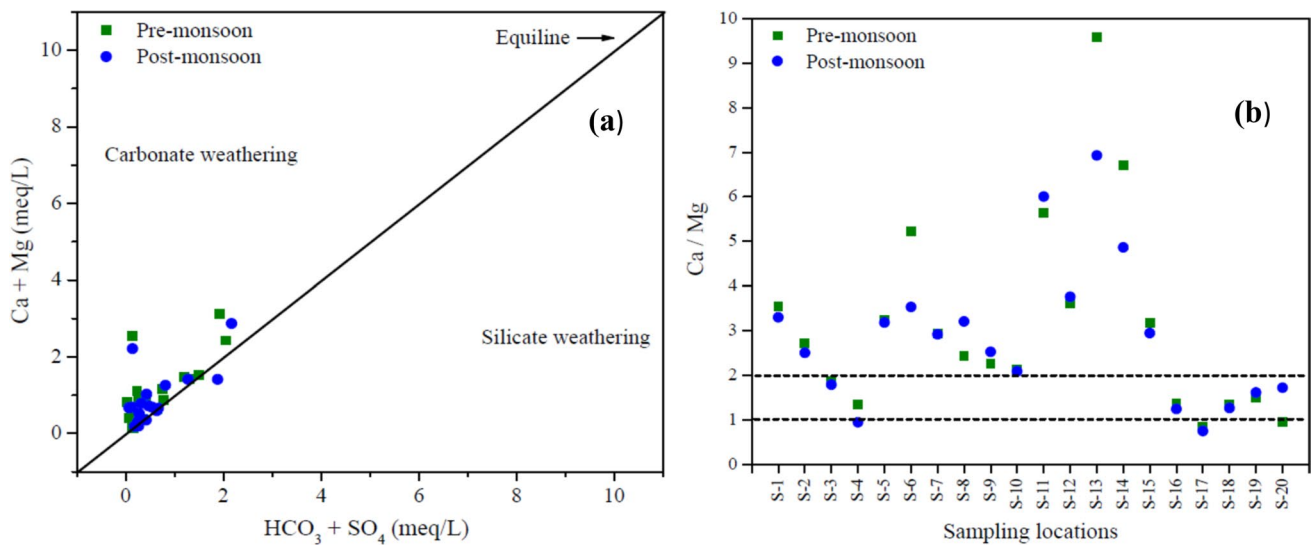 Pre-monsoon
Post-monsoon
Equiline
(a)
Carbonate weathering
Silicate weathering
10
8
6
4
2
0
0 2 4 6 8 10
Ca + Mg (meq/L)
HCO3 + SO4 (meq/L)
Pre-monsoon
Post-monsoon
(b)
10
9
8
7
6
5
4
3
2
1
0
Ca / Mg
S-1 S-2 S-3 S-4 S-5 S-6 S-7 S-8 S-9 S-10 S-11 S-12 S-13 S-14 S-15 S-16 S-17 S-18 S-19 S-20
Sampling locations